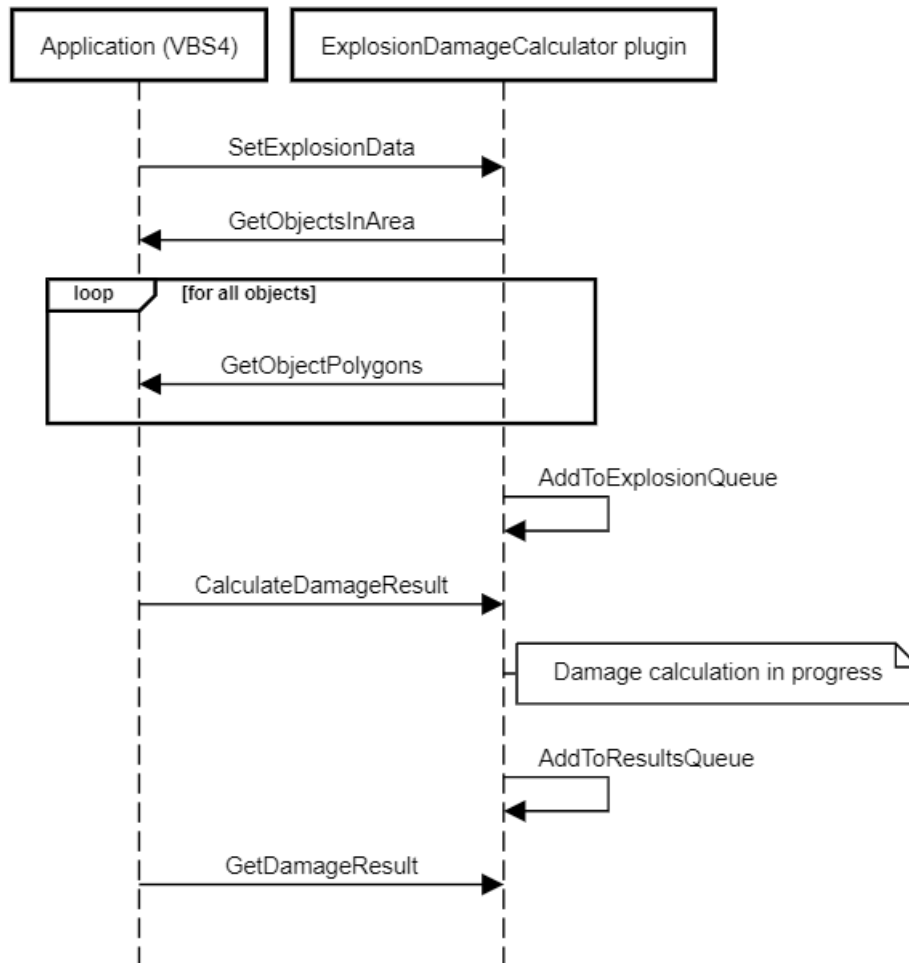 Application (VBS4)
ExplosionDamageCalculator plugin
SetExplosionData
GetObjectsInArea
loop
[for all objects]
GetObjectPolygons
AddToExplosionQueue
CalculateDamageResult
Damage calculation in progress
AddToResultsQueue
GetDamageResult